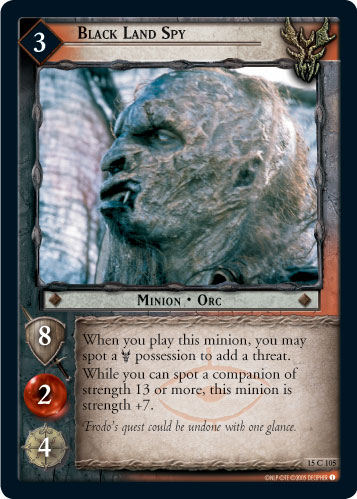 3
Black Land Spy
Minion • Orc
8
When you play this minion, you may
spot a possession to add a threat.
While you can spot a companion of
2
strength 13 or more, this minion is
strength +7.
4
Frodo's quest could be undone with one glance.
15 C 105